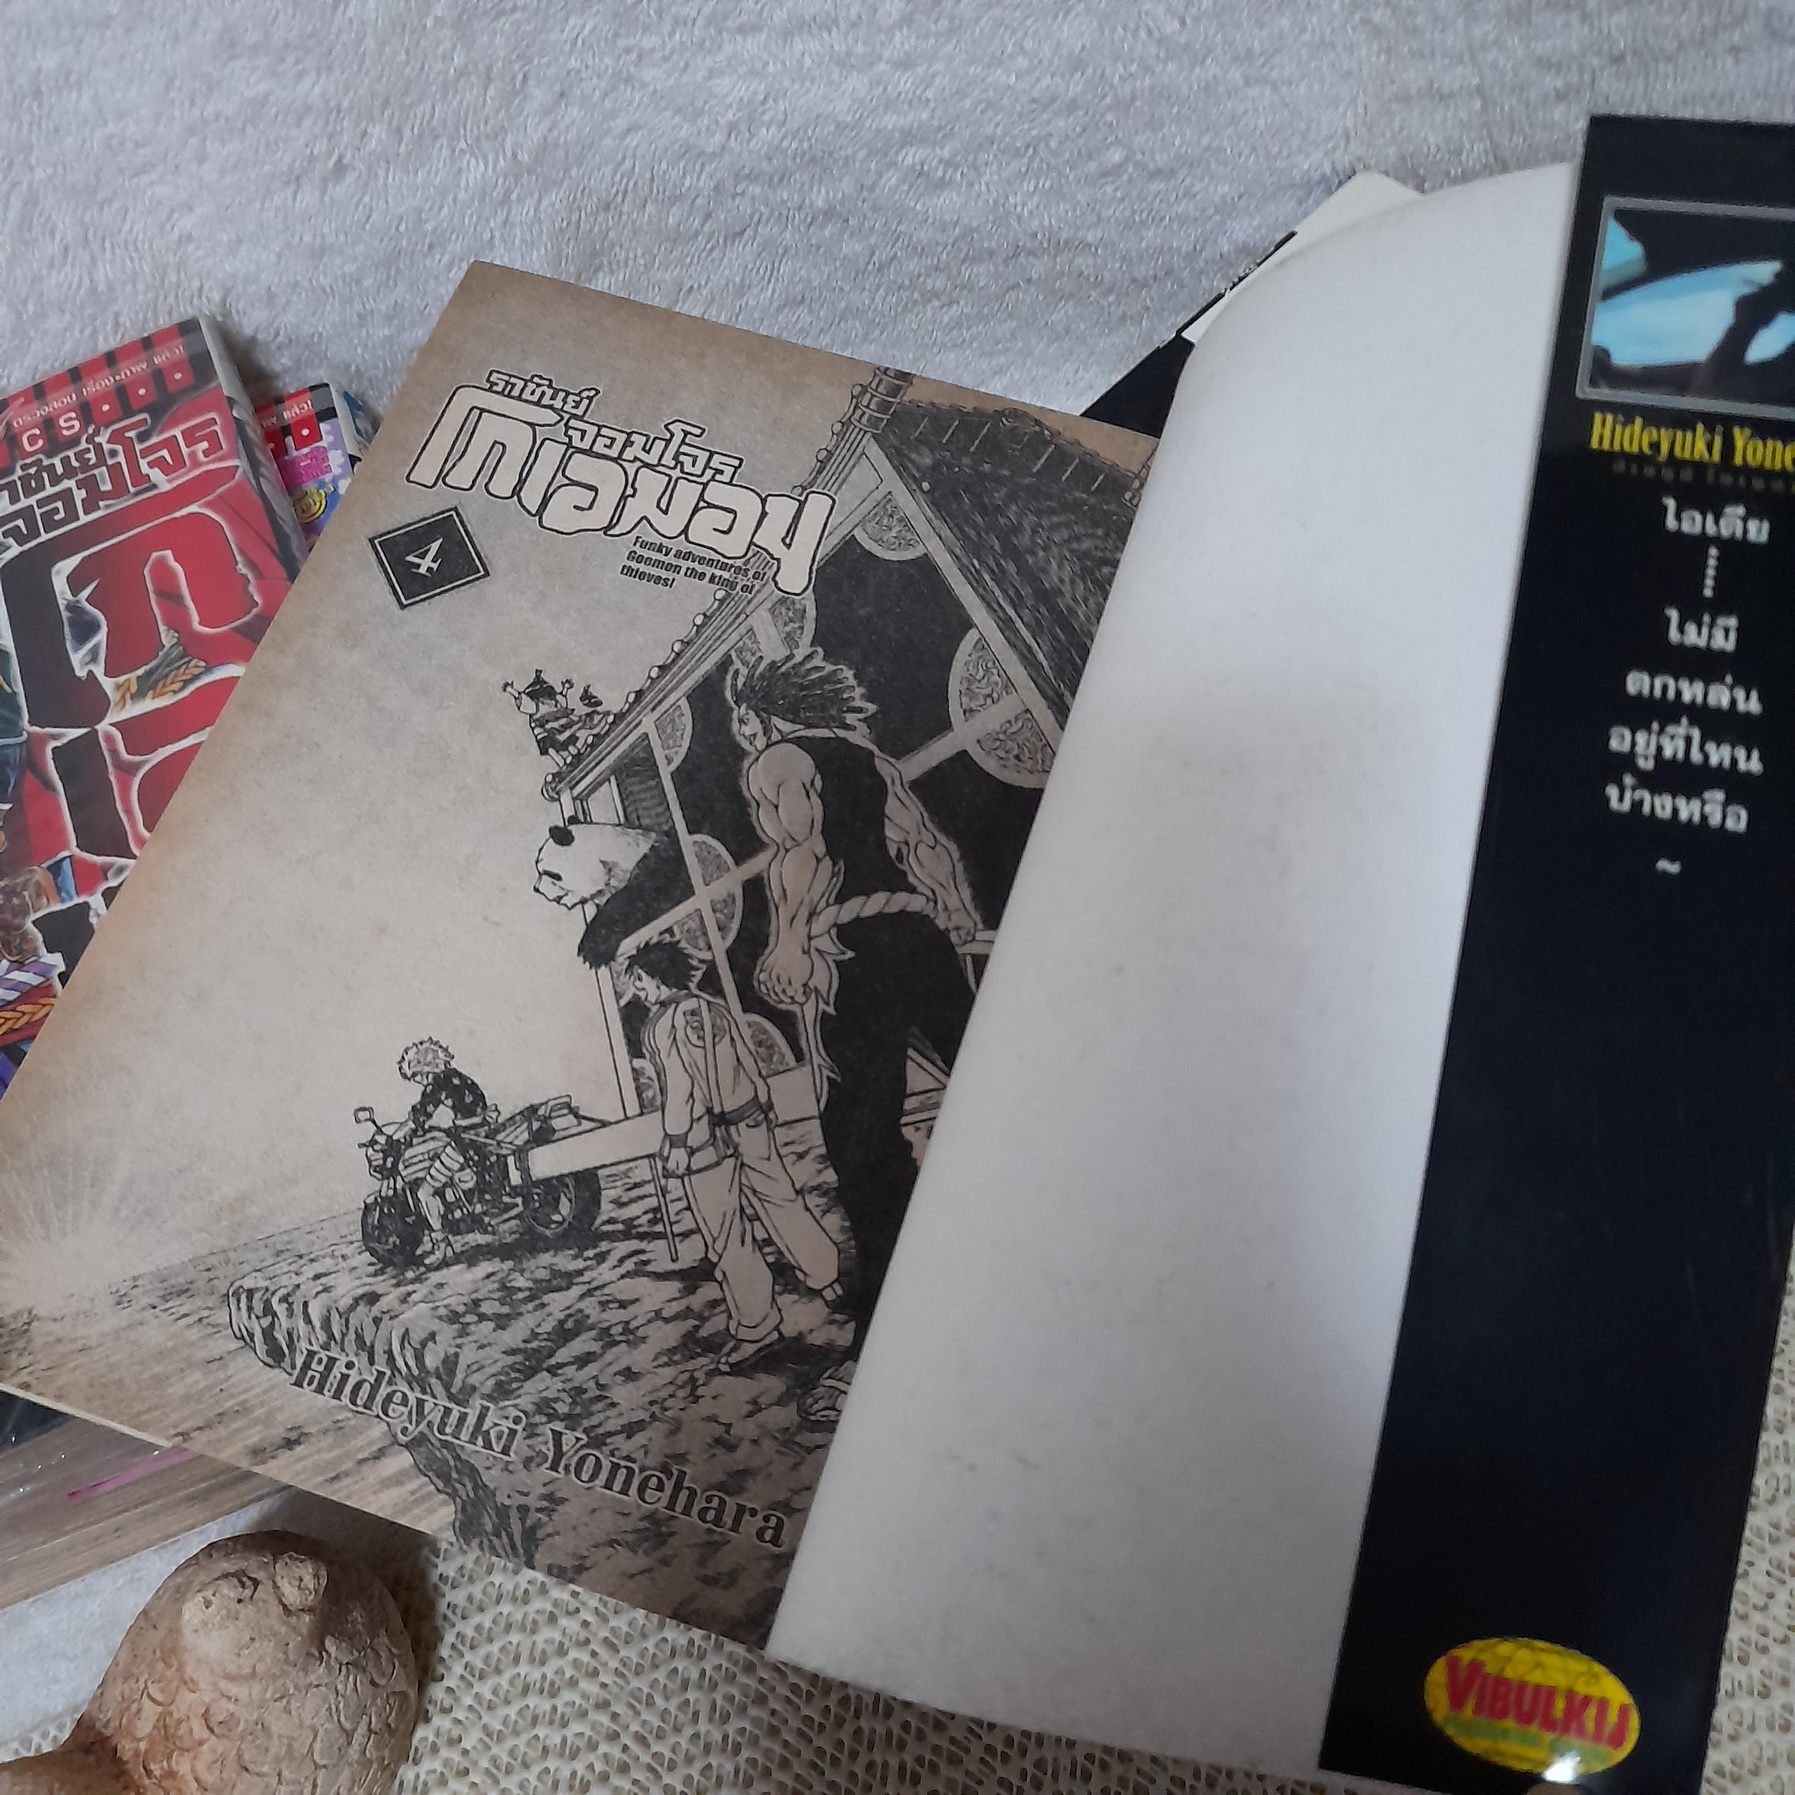 CS
ราชันย์
จอมโจร
ราชันย์
จอมโจร
โกเอมอน
4
Funky adventures of
Goemon the king of
thieves!
Hideyuki Yonehara
Hideyuki Yone
ไอเดีย
ไม่มี
ตกหล่น
อยู่ที่ไหน
บ้างหรือ
~
VIBULKIJ